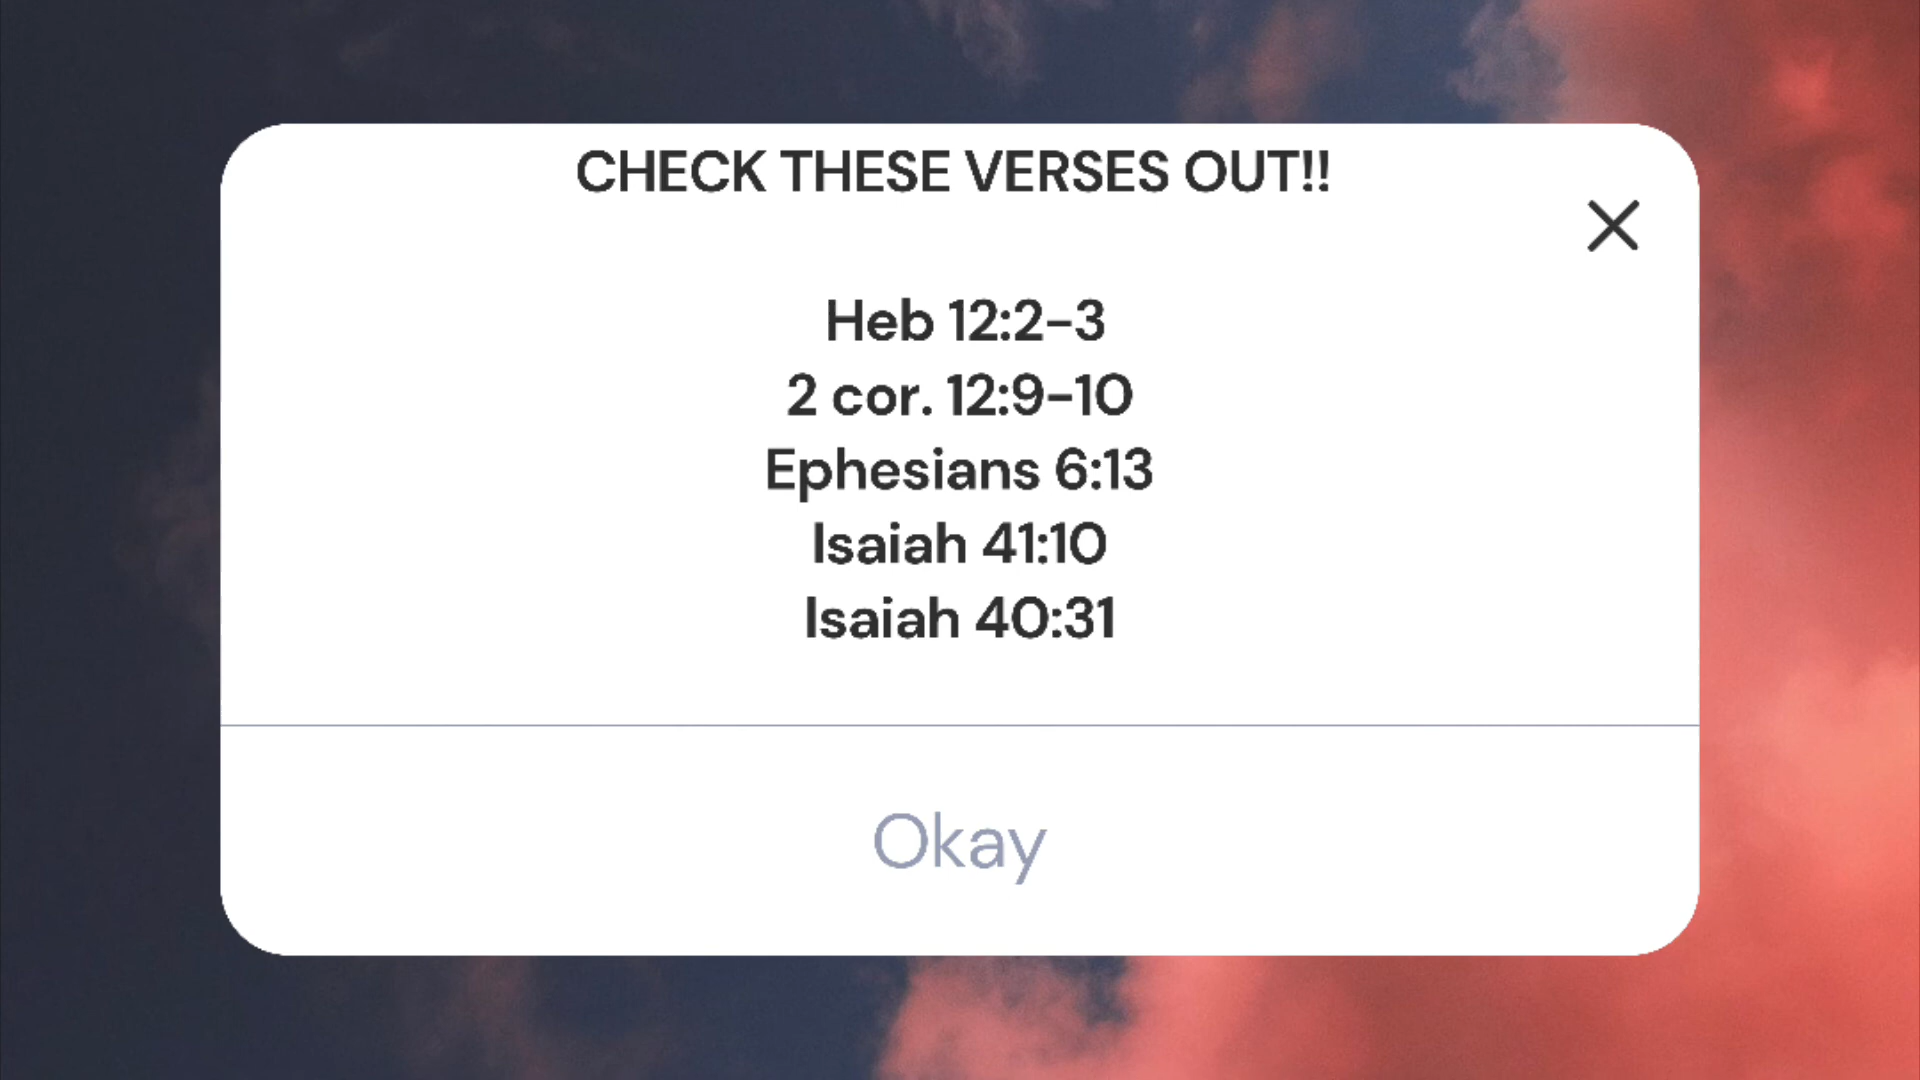 CHECK THESE VERSES OUT!!
Heb 12:2-3
2 cor. 12:9-10
Ephesians 6:13
Isaiah 41:10
Isaiah 40:31
Okay